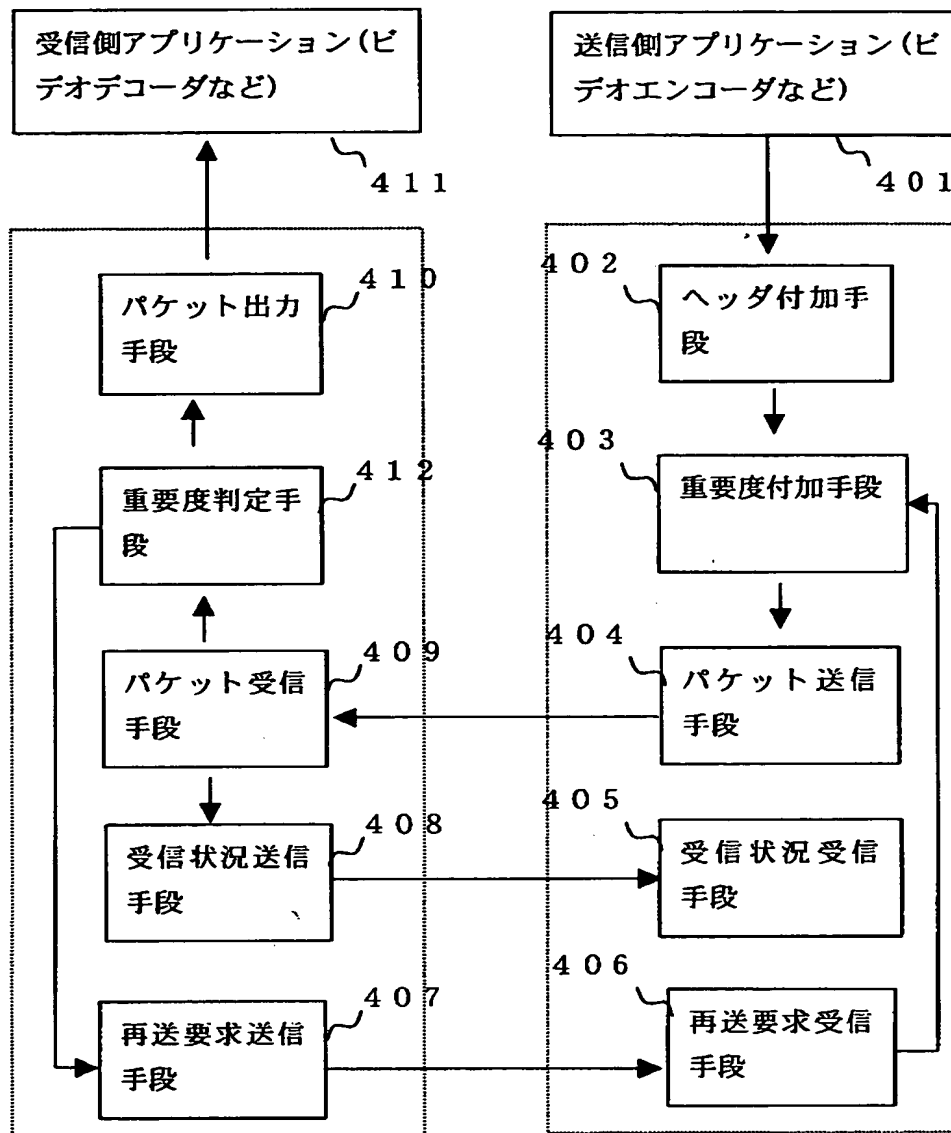 受信側アプリケーション(ビ
デオデコーダなど)
411
送信側アプリケーション(ビ
デオエンコーダなど)
401
パケット出力
手段
410
ヘッダ付加手
段
402
重要度判定手
段
412
重要度付加手段
403
パケット受信
手段
409
パケット送信
手段
404
受信状況送信
手段
408
受信状況受信
手段
405
再送要求送信
手段
407
再送要求受信
手段
406